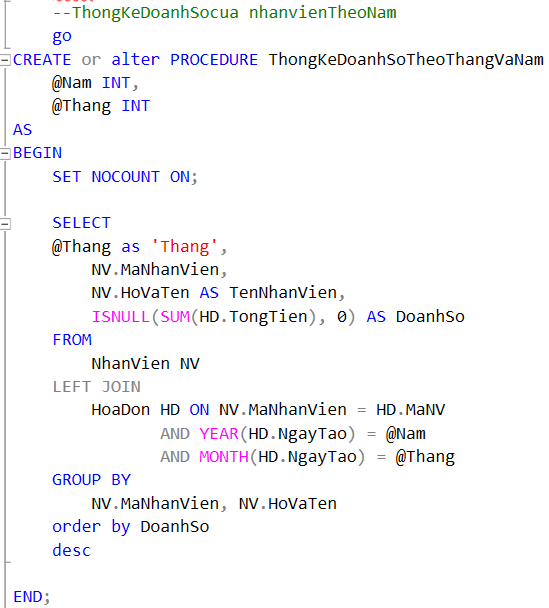 --ThongKeDoanhSocua nhanvienTheoNam
go
CREATE or alter PROCEDURE ThongKeDoanhSoTheoThangVaNam
@Nam INT,
@Thang INT
AS
BEGIN
SET NOCOUNT ON;
SELECT
@Thang as 'Thang',
NV.MaNhanVien,
NV.HoVaTen AS TenNhanVien,
ISNULL(SUM(HD.TongTien), 0) AS DoanhSo
FROM
NhanVien NV
LEFT JOIN
HoaDon HD ON NV.MaNhanVien = HD.MaNV
AND YEAR(HD.NgayTao) = @Nam
AND MONTH(HD.NgayTao) = @Thang
GROUP BY
NV.MaNhanVien, NV.HoVaTen
order by DoanhSo
desc
END;